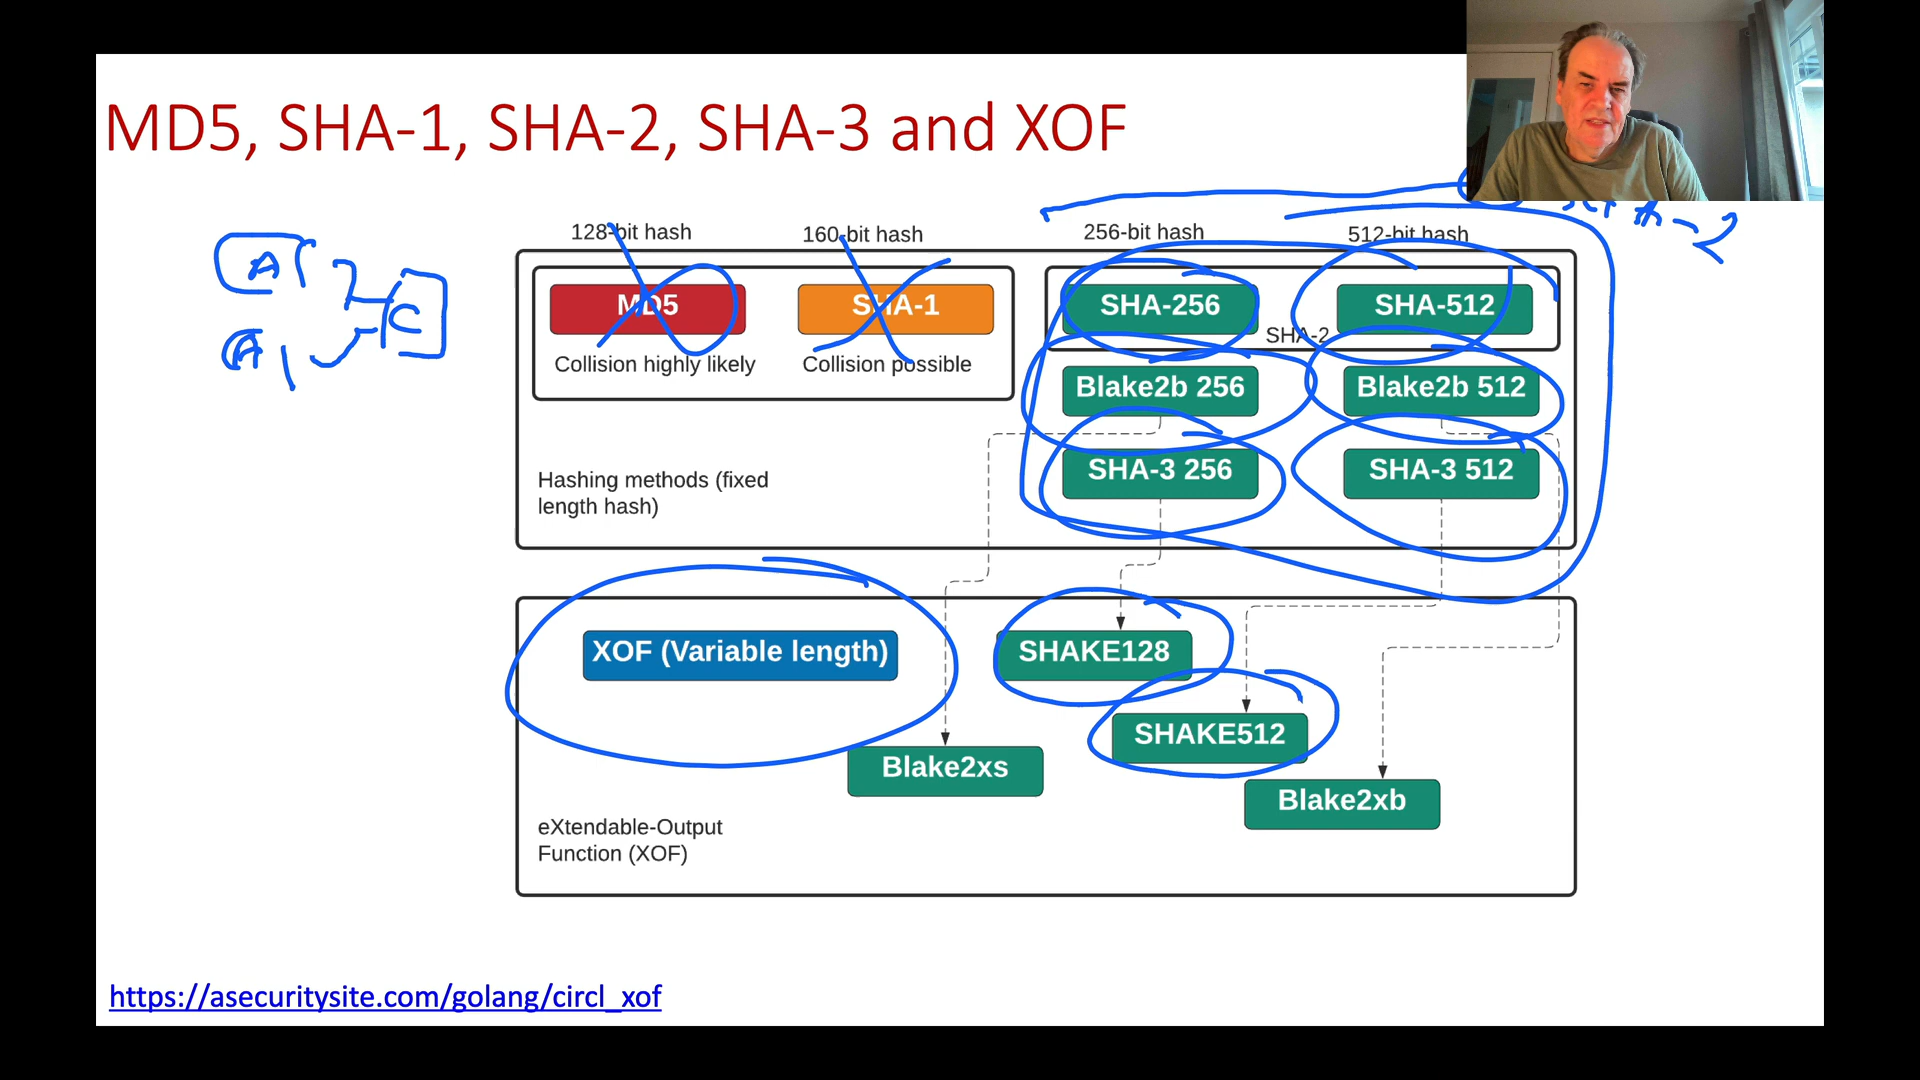 MD5, SHA-1, SHA-2, SHA-3 and XOF
128-bit hash
160-bit hash
256-bit hash
512-bit hash
MD5
SHA-1
SHA-256
SHA-512
SHA-2
Collision highly likely
Collision possible
Blake2b 256
Blake2b 512
SHA-3 256
SHA-3 512
Hashing methods (fixed
length hash)
A
A
C
XOF (Variable length)
SHAKE128
SHAKE512
Blake2xs
Blake2xb
eXtendable-Output
Function (XOF)
https://asecuritysite.com/golang/circl_xof